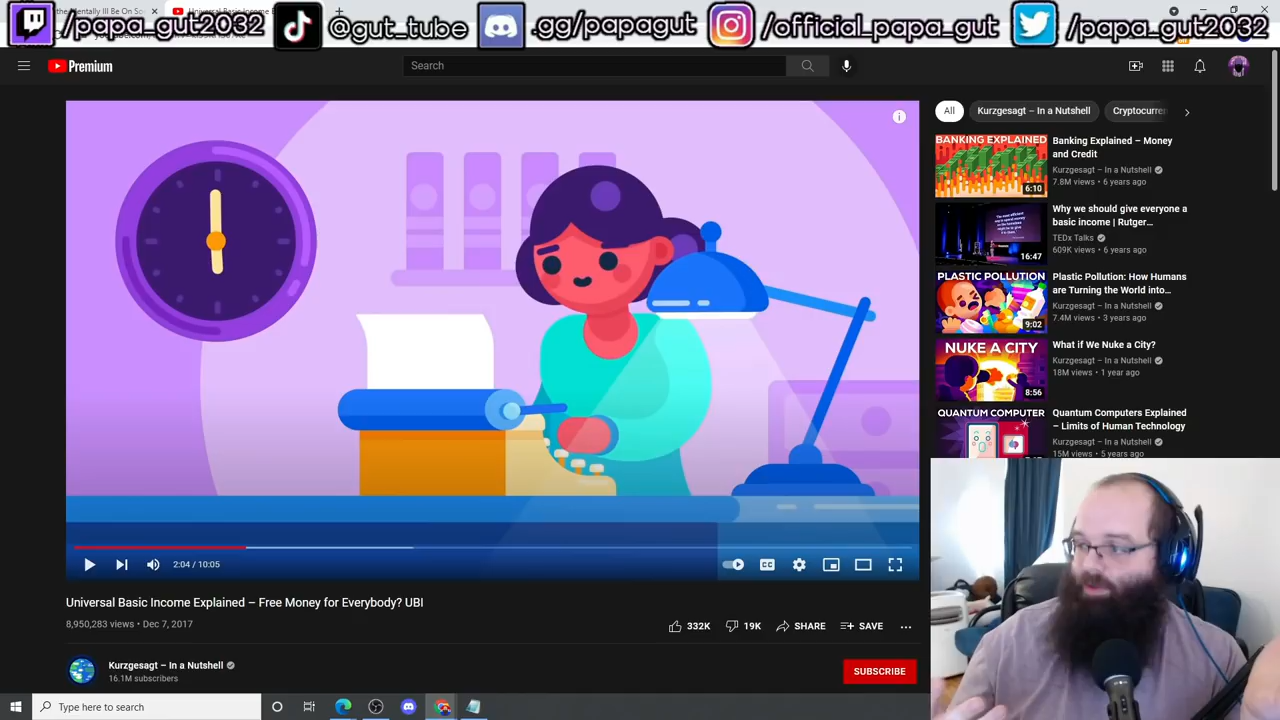 /papa_gut2032
@gut_tube
.gg/papagut
/official_papa_gut
/papa_gut2032
Premium
Search
All
Kurzgesagt – In a Nutshell
BANKING EXPLAINED
6:10
Banking Explained – Money
and Credit
Kurzgesagt – In a Nutshell
7.8M views • 6 years ago
16:47
Why we should give everyone a
basic income | Rutger...
TEDx Talks
609K views • 6 years ago
PLASTIC POLLUTION
9:02
Plastic Pollution: How Humans
are Turning the World into...
Kurzgesagt – In a Nutshell
7.4M views • 3 years ago
NUKE A CITY
8:56
What if We Nuke a City?
Kurzgesagt – In a Nutshell
18M views • 1 year ago
QUANTUM COMPUTER
Quantum Computers Explained
– Limits of Human Technology
Kurzgesagt – In a Nutshell
15M views • 5 years ago
2:04 / 10:05
Universal Basic Income Explained – Free Money for Everybody? UBI
8,950,283 views • Dec 7, 2017
332K
19K
SHARE
SAVE
Kurzgesagt – In a Nutshell
16.1M subscribers
SUBSCRIBE
Type here to search